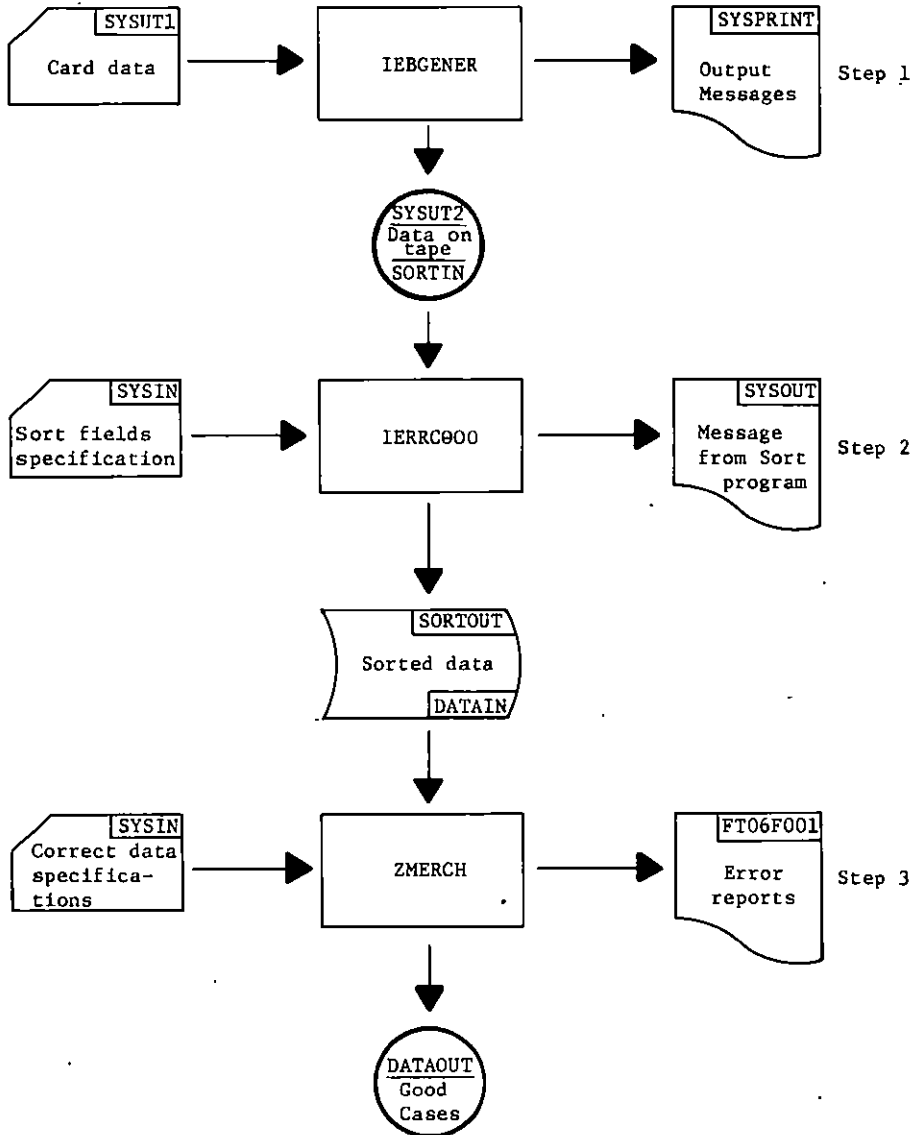 SYSUT1
Card data
IEBGENER
SYSPRINT
Output
Messages
Step 1
SYSUT2
Data on
tape
SORTIN
SYSIN
Sort fields
specification
IERRCOOO
SYSOUT
Message
from Sort
program
Step 2
SORTOUT
Sorted data
DATAIN
SYSIN
Correct data
specifica-
tions
ZMERCH
FT06F001
Error
reports
Step 3
DATAOUT
Good
Cases